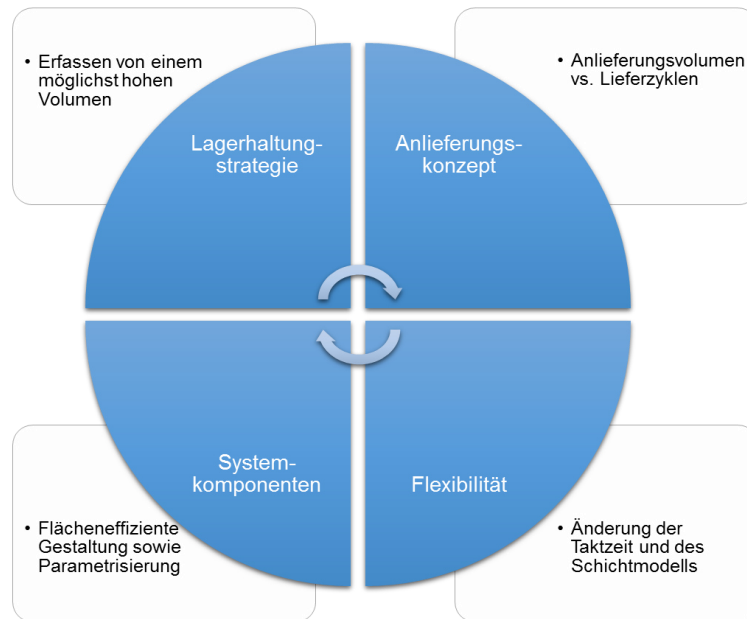 • Erfassen von einem
möglichst hohen
Volumen
• Anlieferungsvolumen
vs. Lieferzyklen
Lagerhaltung-
strategie
Anlieferungs-
konzept
System-
komponenten
Flexibilität
• Flächeneffiziente
Gestaltung sowie
Parametrisierung
• Änderung der
Taktzeit und des
Schichtmodells